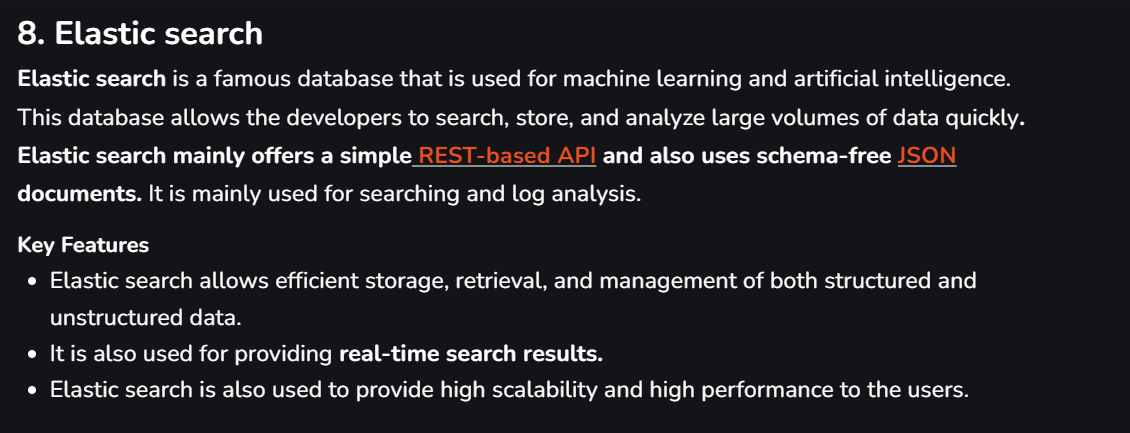 8. Elastic search
Elastic search is a famous database that is used for machine learning and artificial intelligence.
This database allows the developers to search, store, and analyze large volumes of data quickly.
Elastic search mainly offers a simple REST-based API and also uses schema-free JSON
documents. It is mainly used for searching and log analysis.
Key Features
• Elastic search allows efficient storage, retrieval, and management of both structured and
unstructured data.
• It is also used for providing real-time search results.
• Elastic search is also used to provide high scalability and high performance to the users.